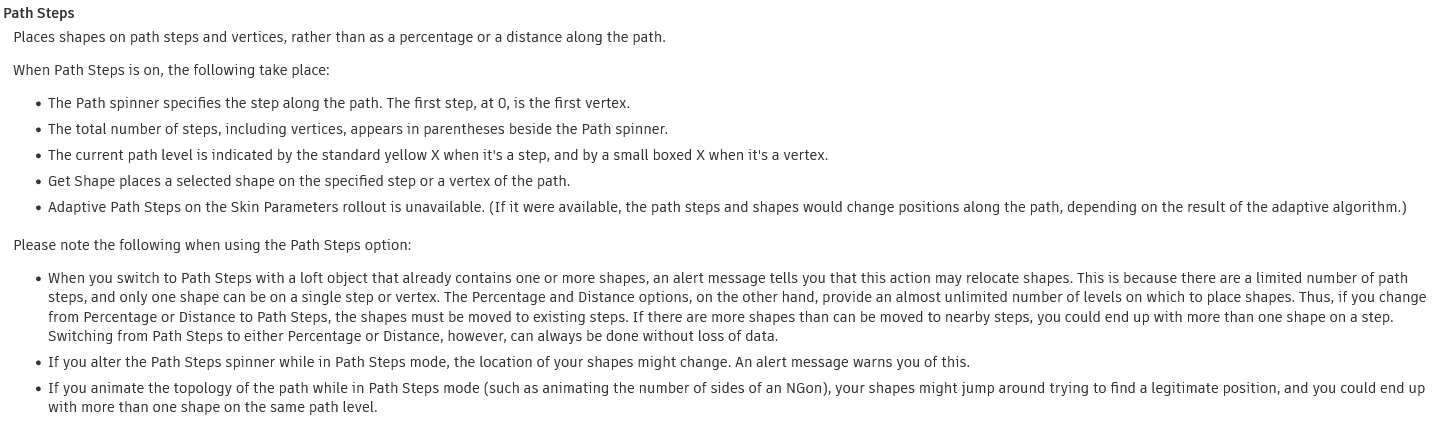 Path Steps
Places shapes on path steps and vertices, rather than as a percentage or a distance along the path.
When Path Steps is on, the following take place:
• The Path spinner specifies the step along the path. The first step, at 0, is the first vertex.
• The total number of steps, including vertices, appears in parentheses beside the Path spinner.
• The current path level is indicated by the standard yellow X when it's a step, and by a small boxed X when it's a vertex.
• Get Shape places a selected shape on the specified step or a vertex of the path.
• Adaptive Path Steps on the Skin Parameters rollout is unavailable. (If it were available, the path steps and shapes would change positions along the path, depending on the result of the adaptive algorithm.)
Please note the following when using the Path Steps option:
• When you switch to Path Steps with a loft object that already contains one or more shapes, an alert message tells you that this action may relocate shapes. This is because there are a limited number of path
steps, and only one shape can be on a single step or vertex. The Percentage and Distance options, on the other hand, provide an almost unlimited number of levels on which to place shapes. Thus, if you change
from Percentage or Distance to Path Steps, the shapes must be moved to existing steps. If there are more shapes than can be moved to nearby steps, you could end up with more than one shape on a step.
Switching from Path Steps to either Percentage or Distance, however, can always be done without loss of data.
• If you alter the Path Steps spinner while in Path Steps mode, the location of your shapes might change. An alert message warns you of this.
• If you animate the topology of the path while in Path Steps mode (such as animating the number of sides of an NGon), your shapes might jump around trying to find a legitimate position, and you could end up
with more than one shape on the same path level.